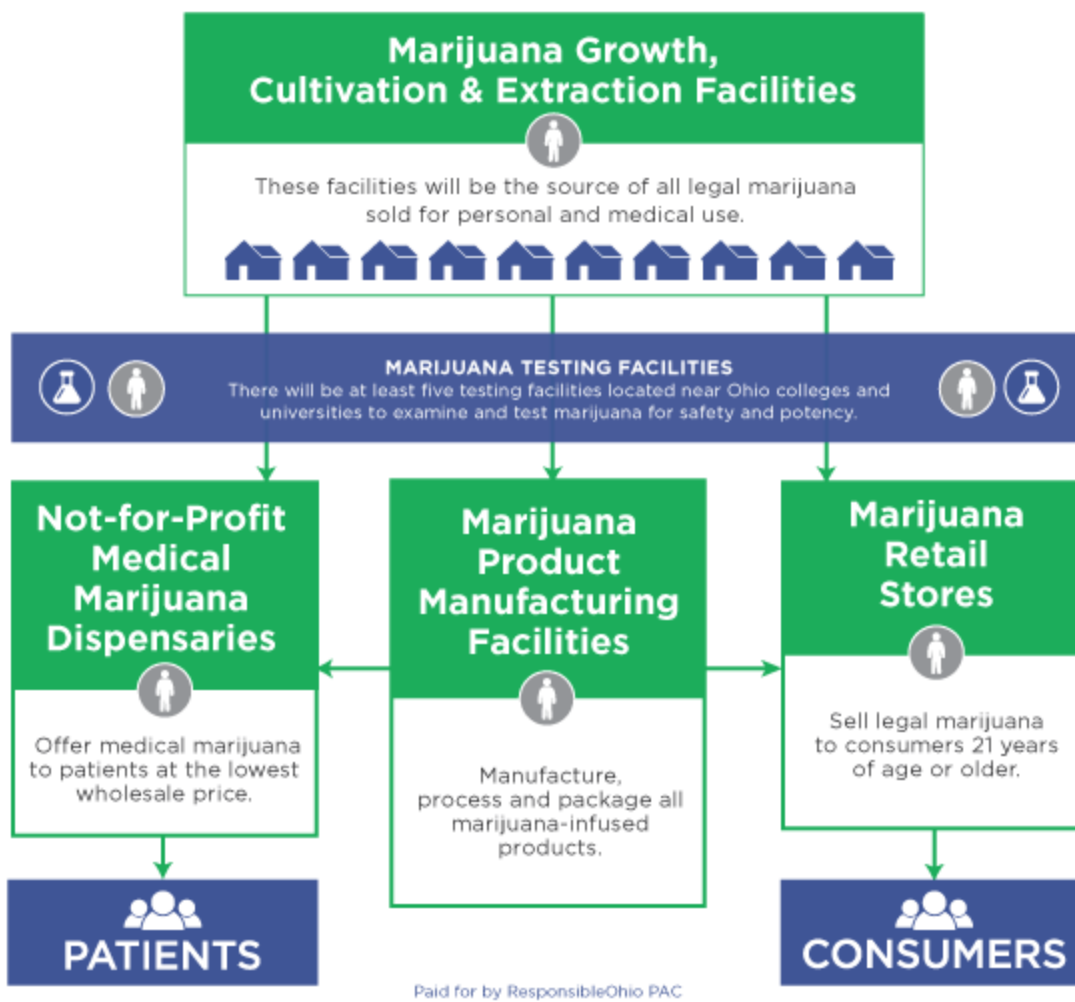 Marijuana Growth,
Cultivation & Extraction Facilities
These facilities will be the source of all legal marijuana
sold for personal and medical use.
MARIJUANA TESTING FACILITIES
There will be at least five testing facilities located near Ohio colleges and
universities to examine and test marijuana for safety and potency.
Not-for-Profit
Medical
Marijuana
Dispensaries
Offer medical marijuana
to patients at the lowest
wholesale price.
PATIENTS
Marijuana
Product
Manufacturing
Facilities
Manufacture,
process and package all
marijuana-infused
products.
Marijuana
Retail
Stores
Sell legal marijuana
to consumers 21 years
of age or older.
CONSUMERS
Paid for by ResponsibleOhio PAC